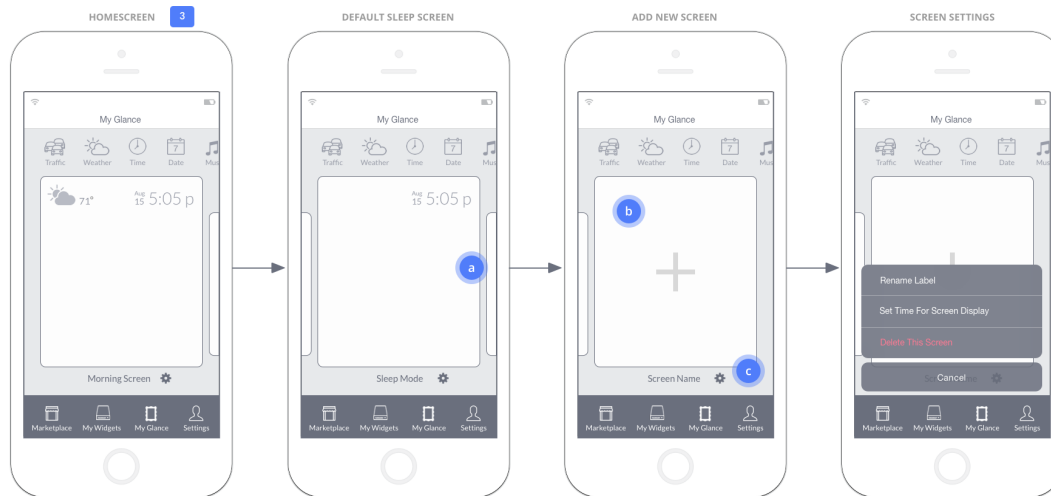 HOMESCREEN 3
DEFAULT SLEEP SCREEN
ADD NEW SCREEN
SCREEN SETTINGS
My Glance
Traffic Weather Time Date Mus
71° Aug 15 5:05 p
Morning Screen
Marketplace My Widgets My Glance Settings
My Glance
Traffic Weather Time Date Mus
Aug 15 5:05 p
a
Sleep Mode
Marketplace My Widgets My Glance Settings
My Glance
Traffic Weather Time Date Mus
b
Screen Name
c
Marketplace My Widgets My Glance Settings
My Glance
Traffic Weather Time Date Mus
Rename Label
Set Time For Screen Display
Delete This Screen
Cancel
Marketplace My Widgets My Glance Settings